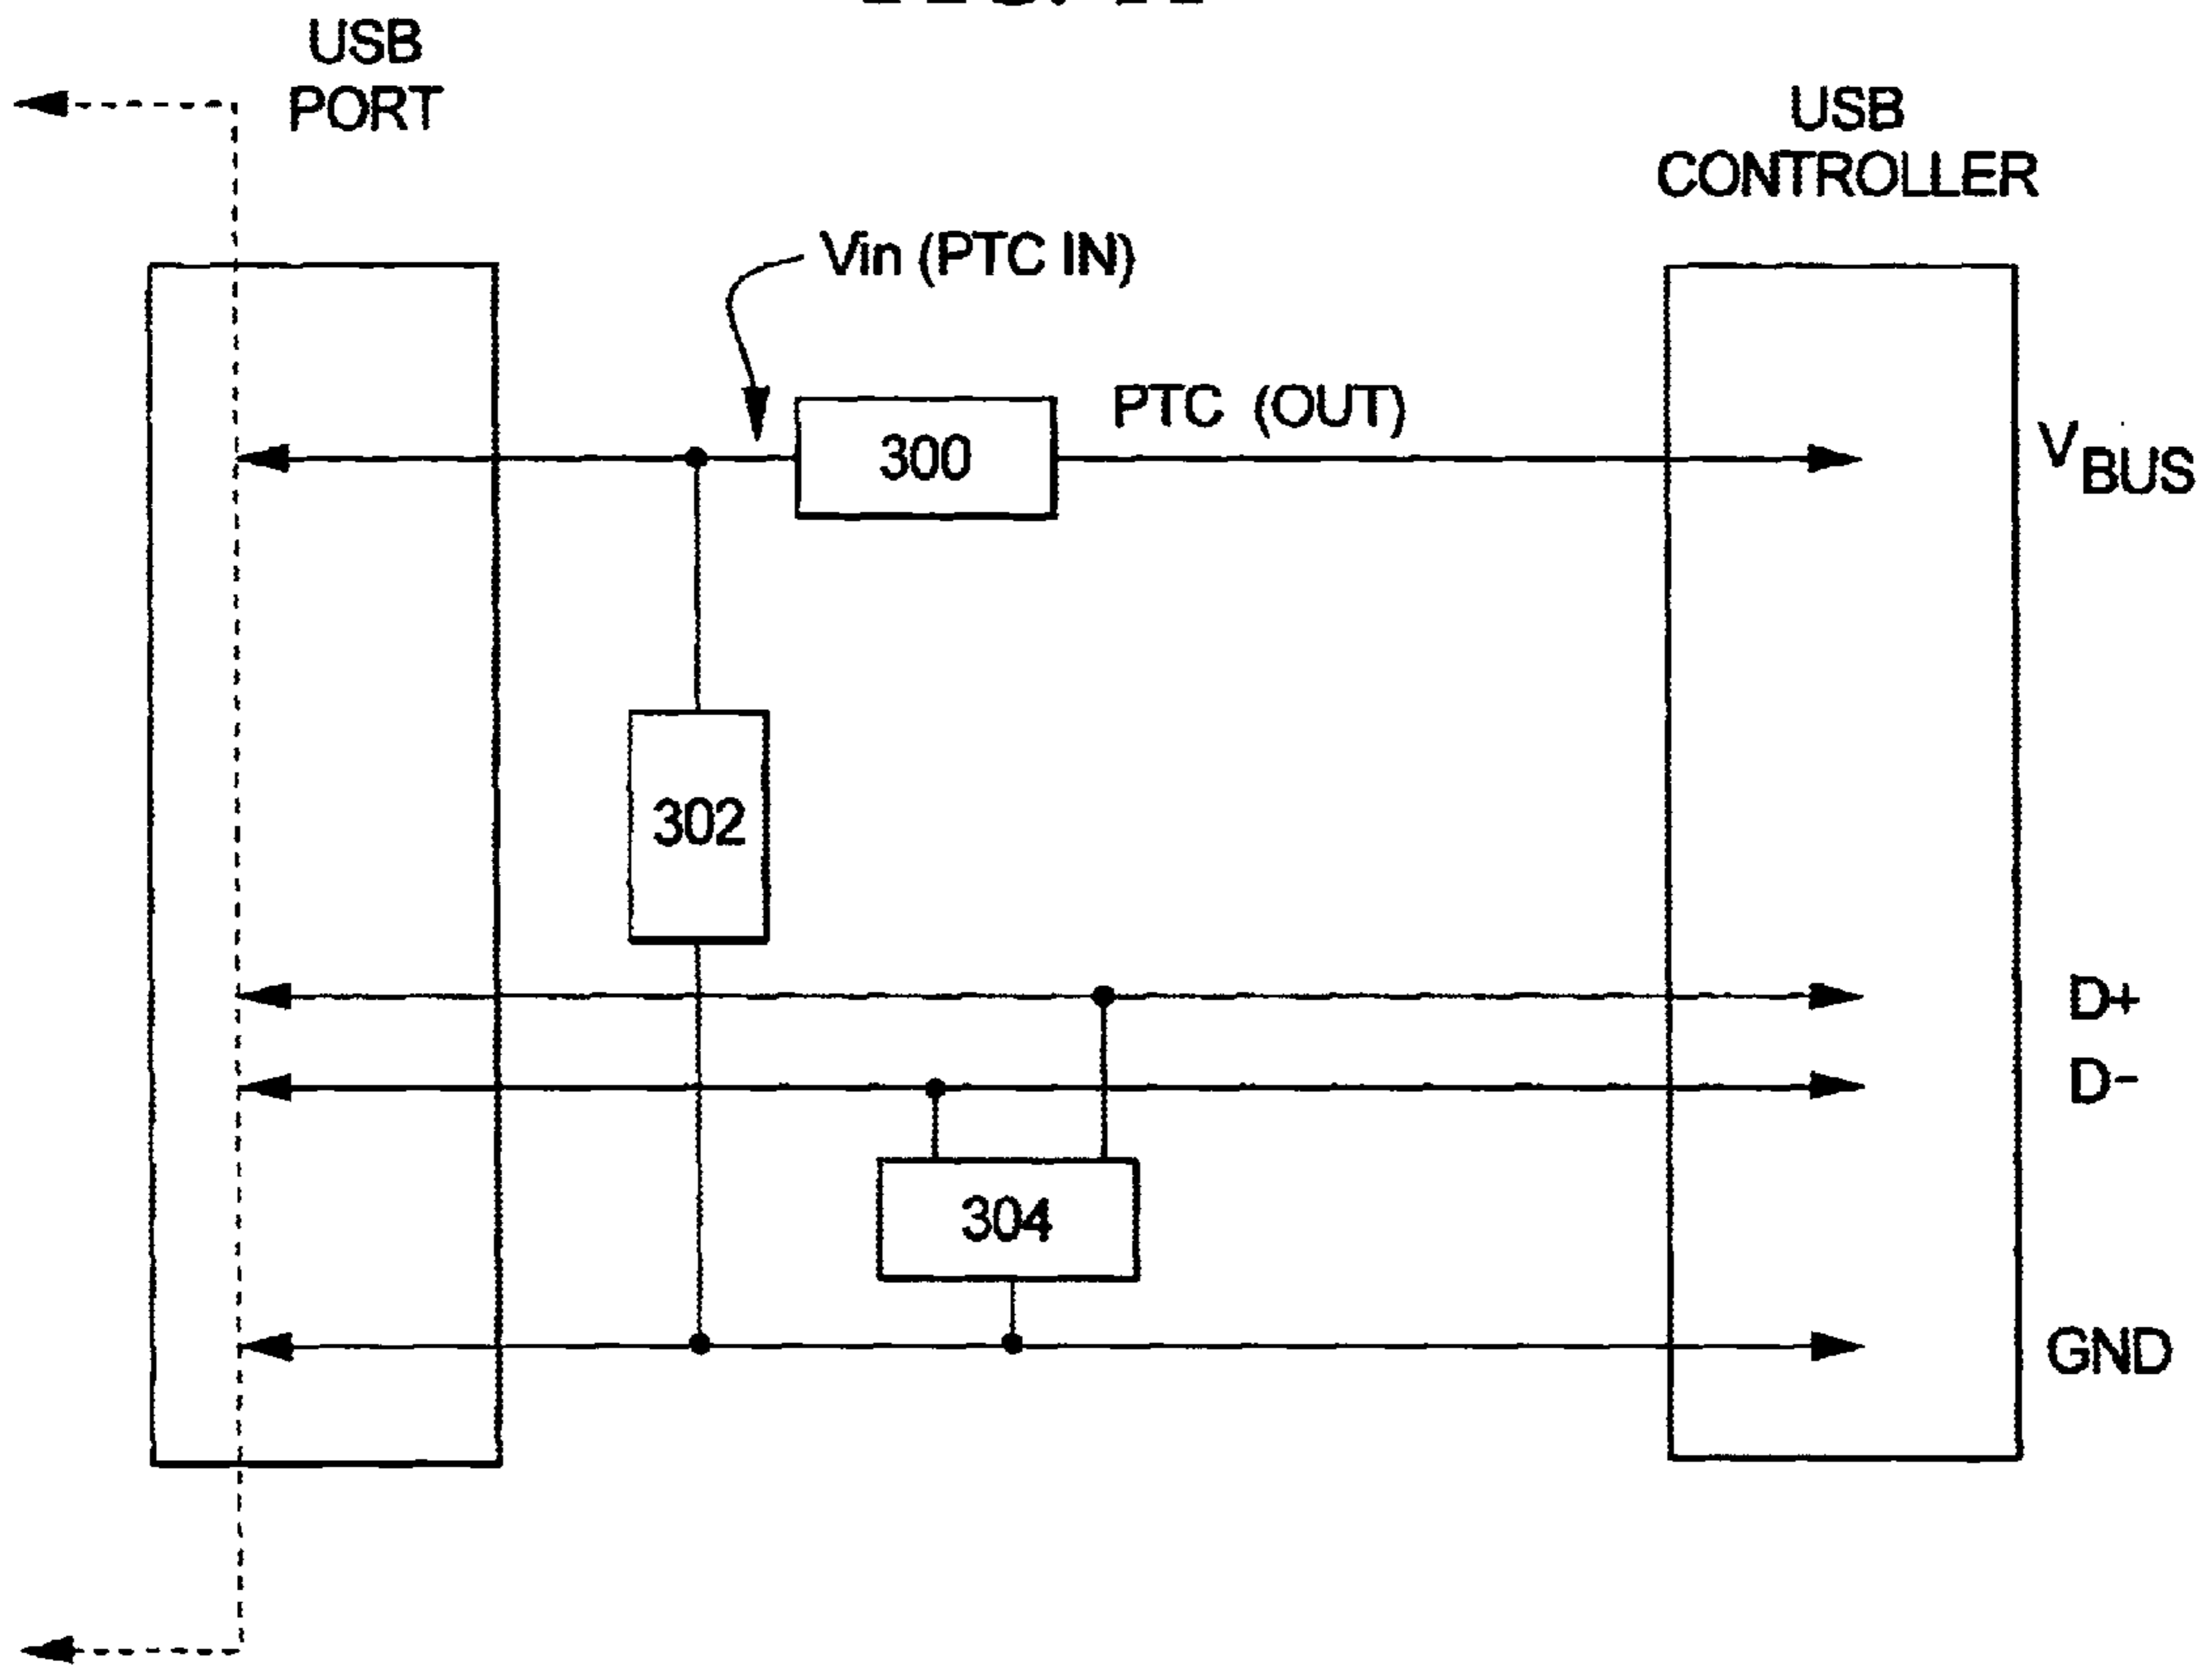 USB
PORT
USB
CONTROLLER
Vin (PTC IN)
PTC (OUT)
300
VBUS
302
D+
D-
304
GND